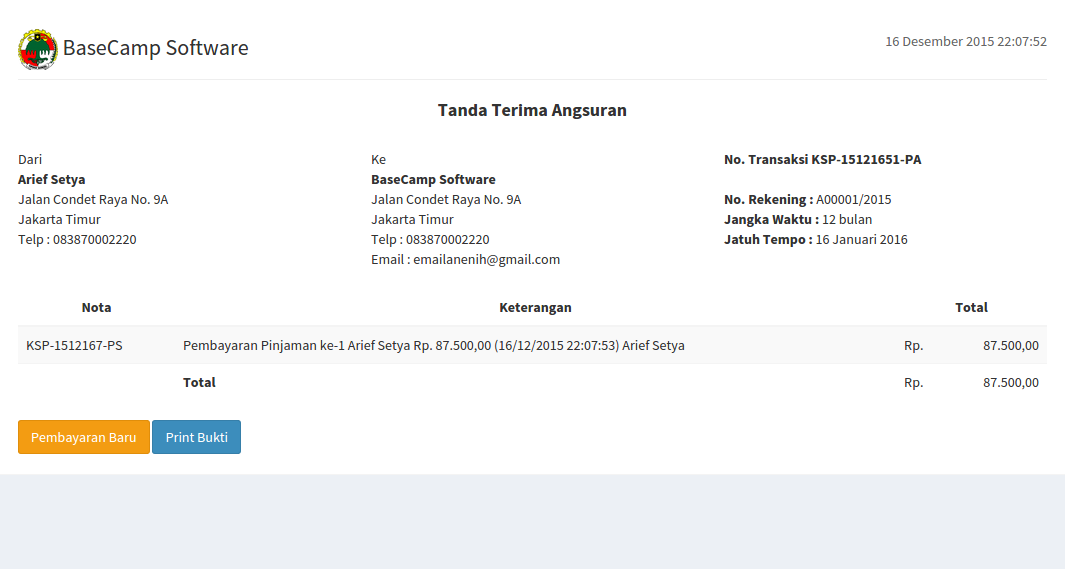 BaseCamp Software
16 Desember 2015 22:07:52
Tanda Terima Angsuran
Dari
Arief Setya
Jalan Condet Raya No. 9A
Jakarta Timur
Telp : 083870002220
Ke
BaseCamp Software
Jalan Condet Raya No. 9A
Jakarta Timur
Telp : 083870002220
Email : emailanenih@gmail.com
No. Transaksi KSP-15121651-PA
No. Rekening : A00001/2015
Jangka Waktu : 12 bulan
Jatuh Tempo : 16 Januari 2016
Nota Keterangan Total
KSP-1512167-PS Pembayaran Pinjaman ke-1 Arief Setya Rp. 87.500,00 (16/12/2015 22:07:53) Arief Setya Rp. 87.500,00
Total Rp. 87.500,00
Pembayaran Baru Print Bukti